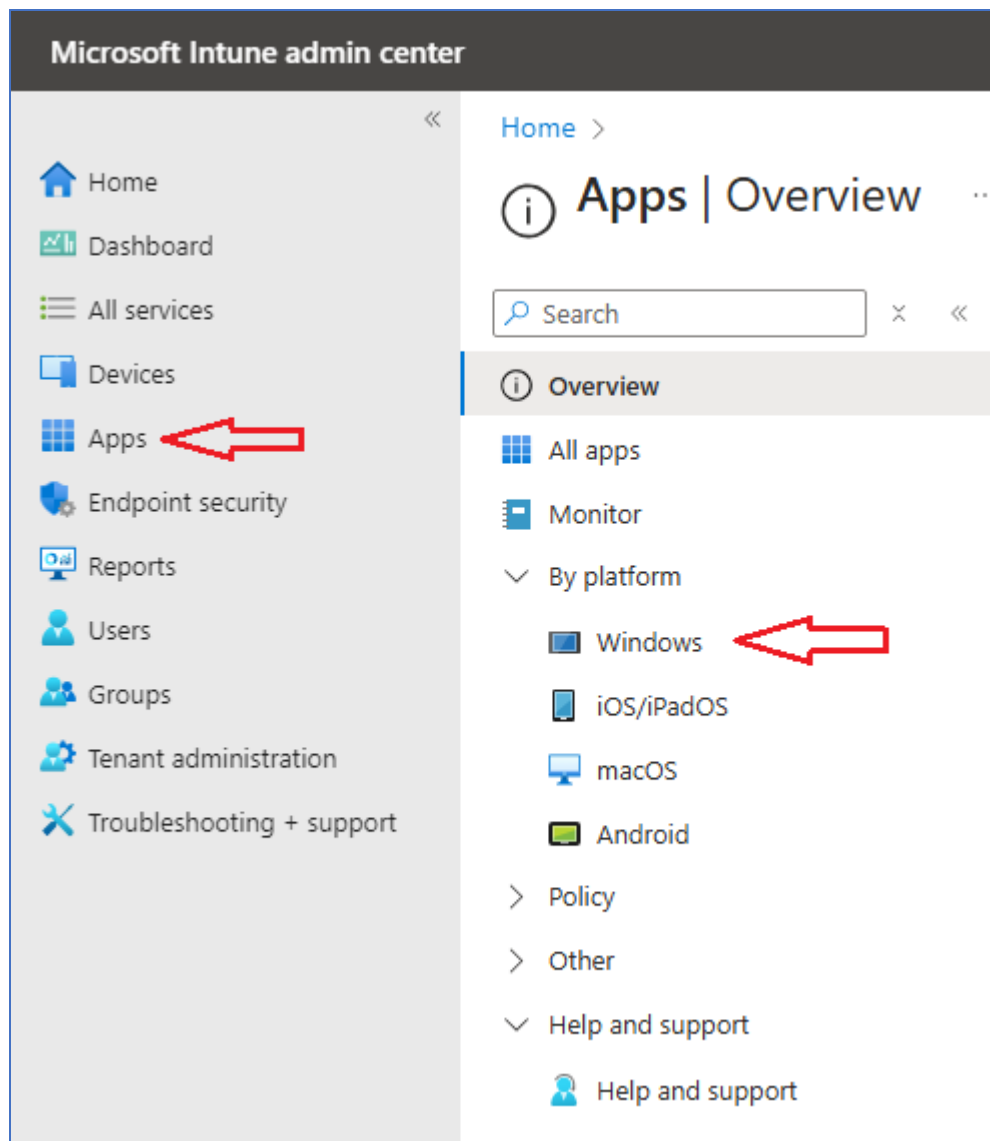 Microsoft Intune admin center
Home
Dashboard
All services
Devices
Apps
Endpoint security
Reports
Users
Groups
Tenant administration
Troubleshooting + support
Home >
Apps | Overview
Search
Overview
All apps
Monitor
By platform
Windows
iOS/iPadOS
macOS
Android
Policy
Other
Help and support
Help and support